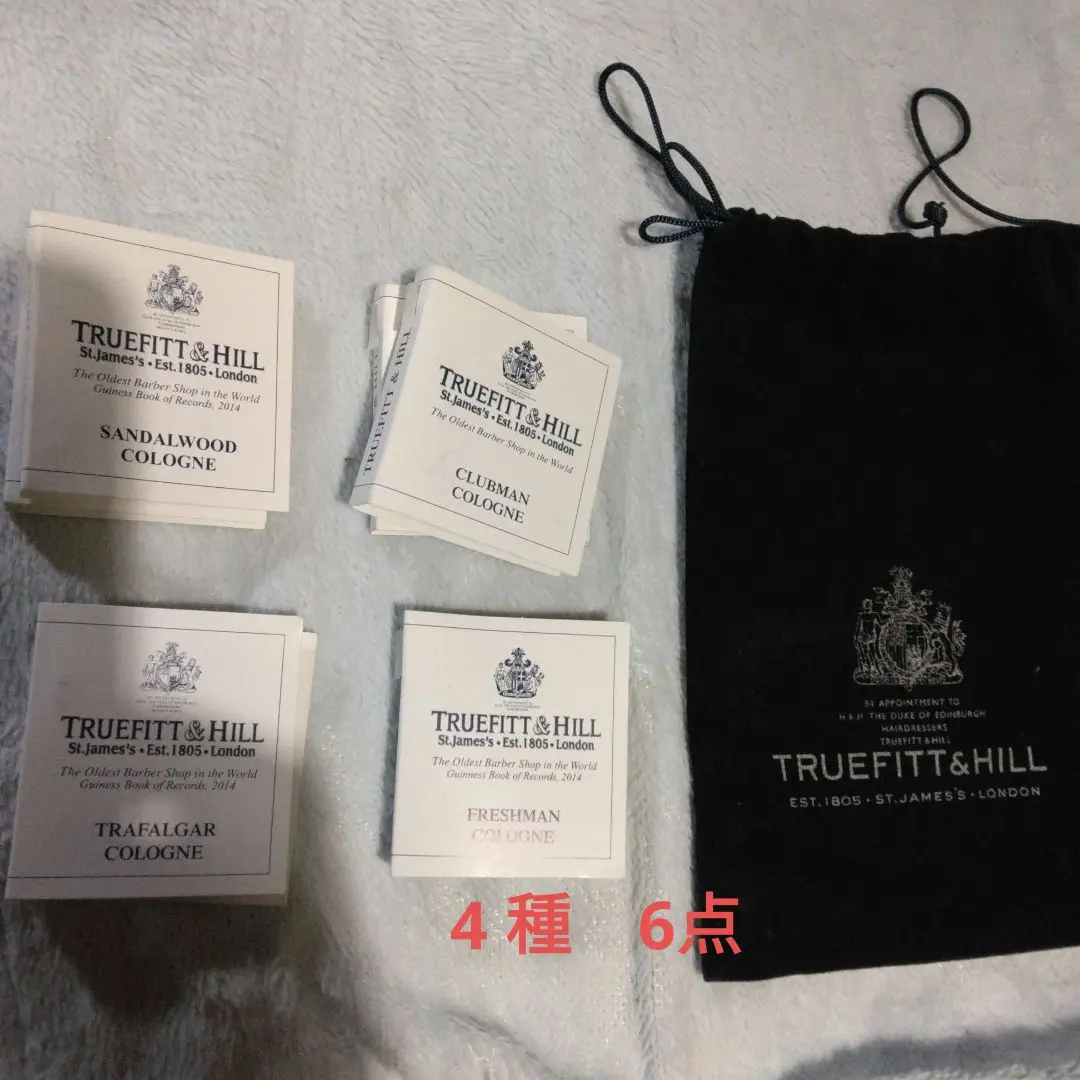 TRUEFITT & HILL
St.James's • Est.1805 • London
The Oldest Barber Shop in the World
Guiness Book of Records, 2014
SANDALWOOD
COLOGNE
TRUEFITT & HILL
TRUEFITT & HILL
St.James's • Est.1805 • London
The Oldest Barber Shop in the World
CLUBMAN
COLOGNE
TRUEFITT & HILL
St.James's • Est.1805 • London
The Oldest Barber Shop in the World
Guiness Book of Records, 2014
TRAFALGAR
COLOGNE
TRUEFITT & HILL
St.James's • Est.1805 • London
The Oldest Barber Shop in the World
Guinness Book of Records, 2014
FRESHMAN
COLOGNE
BY APPOINTMENT TO
H.R.H THE DUKE OF EDINBURGH
HAIRDRESSERS
TRUEFITT & HILL
TRUEFITT&HILL
EST.1805 • ST.JAMES'S • LONDON
4種 6点